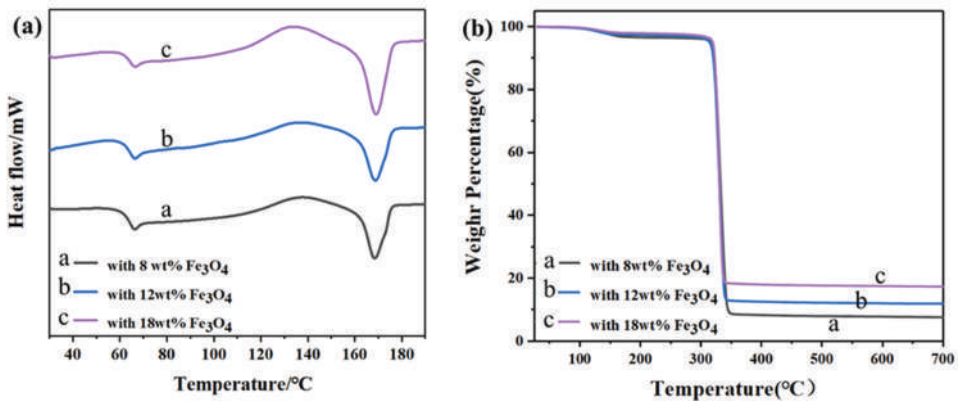 (a)
c
b
a
Heat flow/mW
a with 8 wt% Fe₃O₄
b with 12wt% Fe₃O₄
c with 18wt% Fe₃O₄
40 60 80 100 120 140 160 180
Temperature/℃
(b)
100
80
60
40
20
0
Weighr Percentage(%)
c
b
a
a with 8wt% Fe₃O₄
b with 12wt% Fe₃O₄
c with 18wt% Fe₃O₄
100 200 300 400 500 600 700
Temperature(℃)